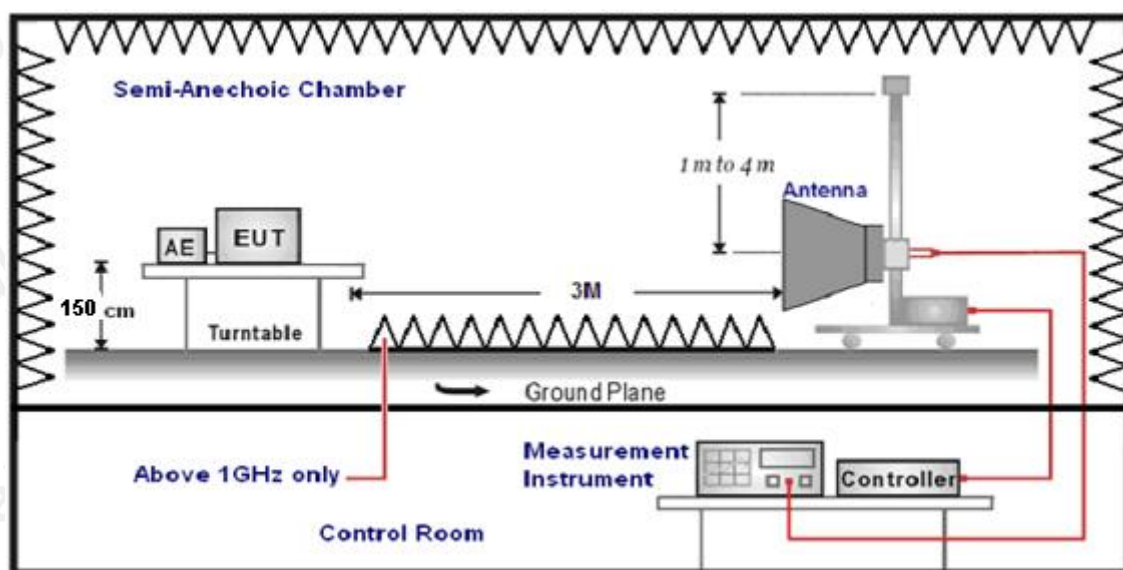 Semi-Anechoic Chamber
1 m to 4 m
Antenna
AE
EUT
150 cm
3M
Turntable
Ground Plane
Above 1GHz only
Measurement
Instrument
Controller
Control Room